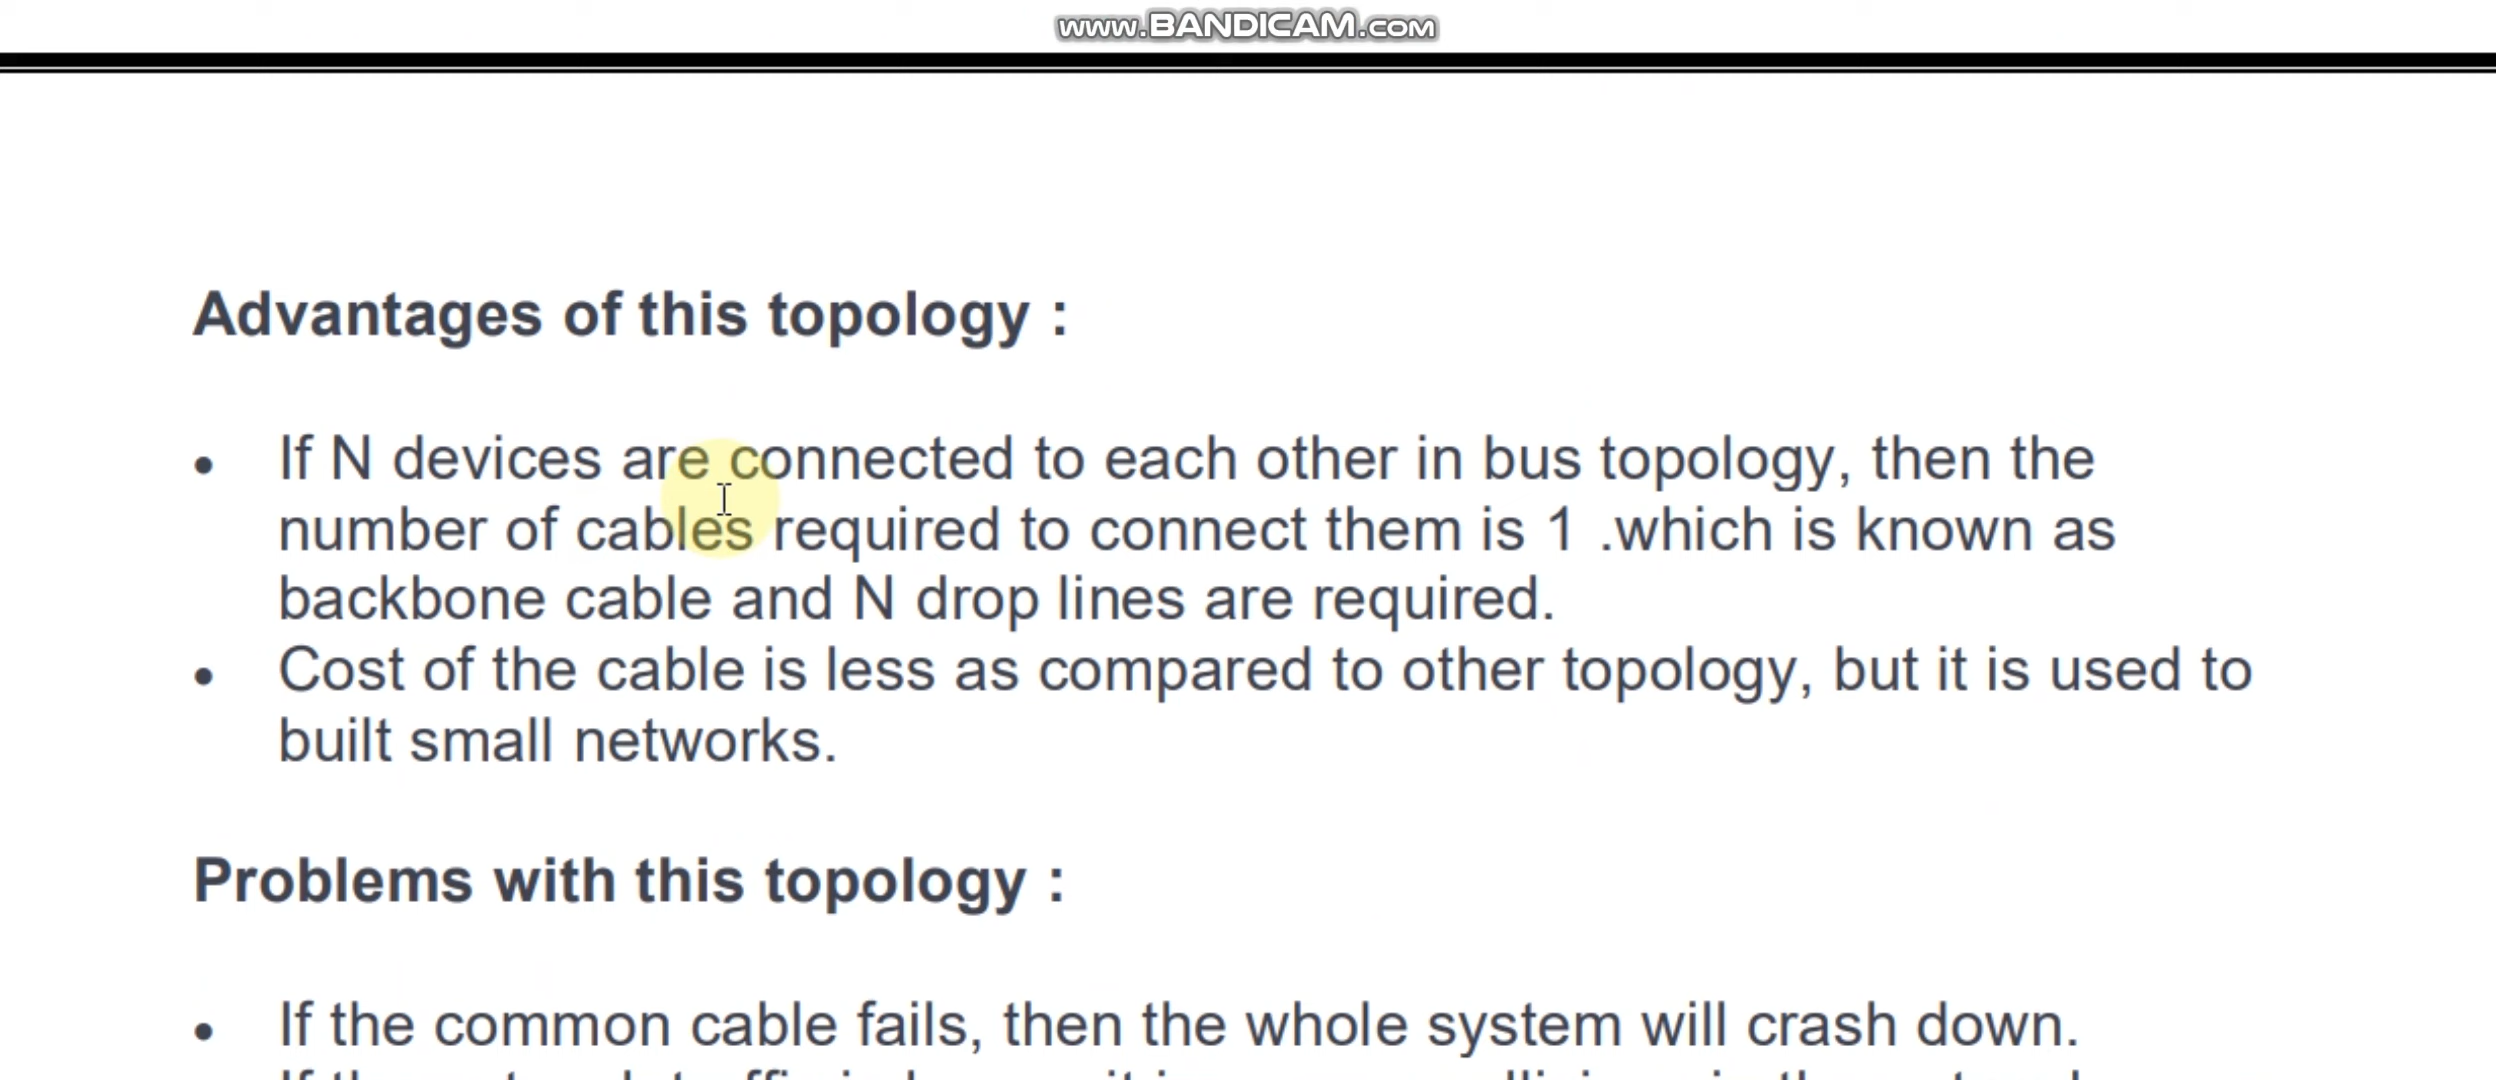 www.BANDICAM.com
Advantages of this topology :
• If N devices are connected to each other in bus topology, then the
number of cables required to connect them is 1 .which is known as
backbone cable and N drop lines are required.
• Cost of the cable is less as compared to other topology, but it is used to
built small networks.
Problems with this topology :
• If the common cable fails, then the whole system will crash down.